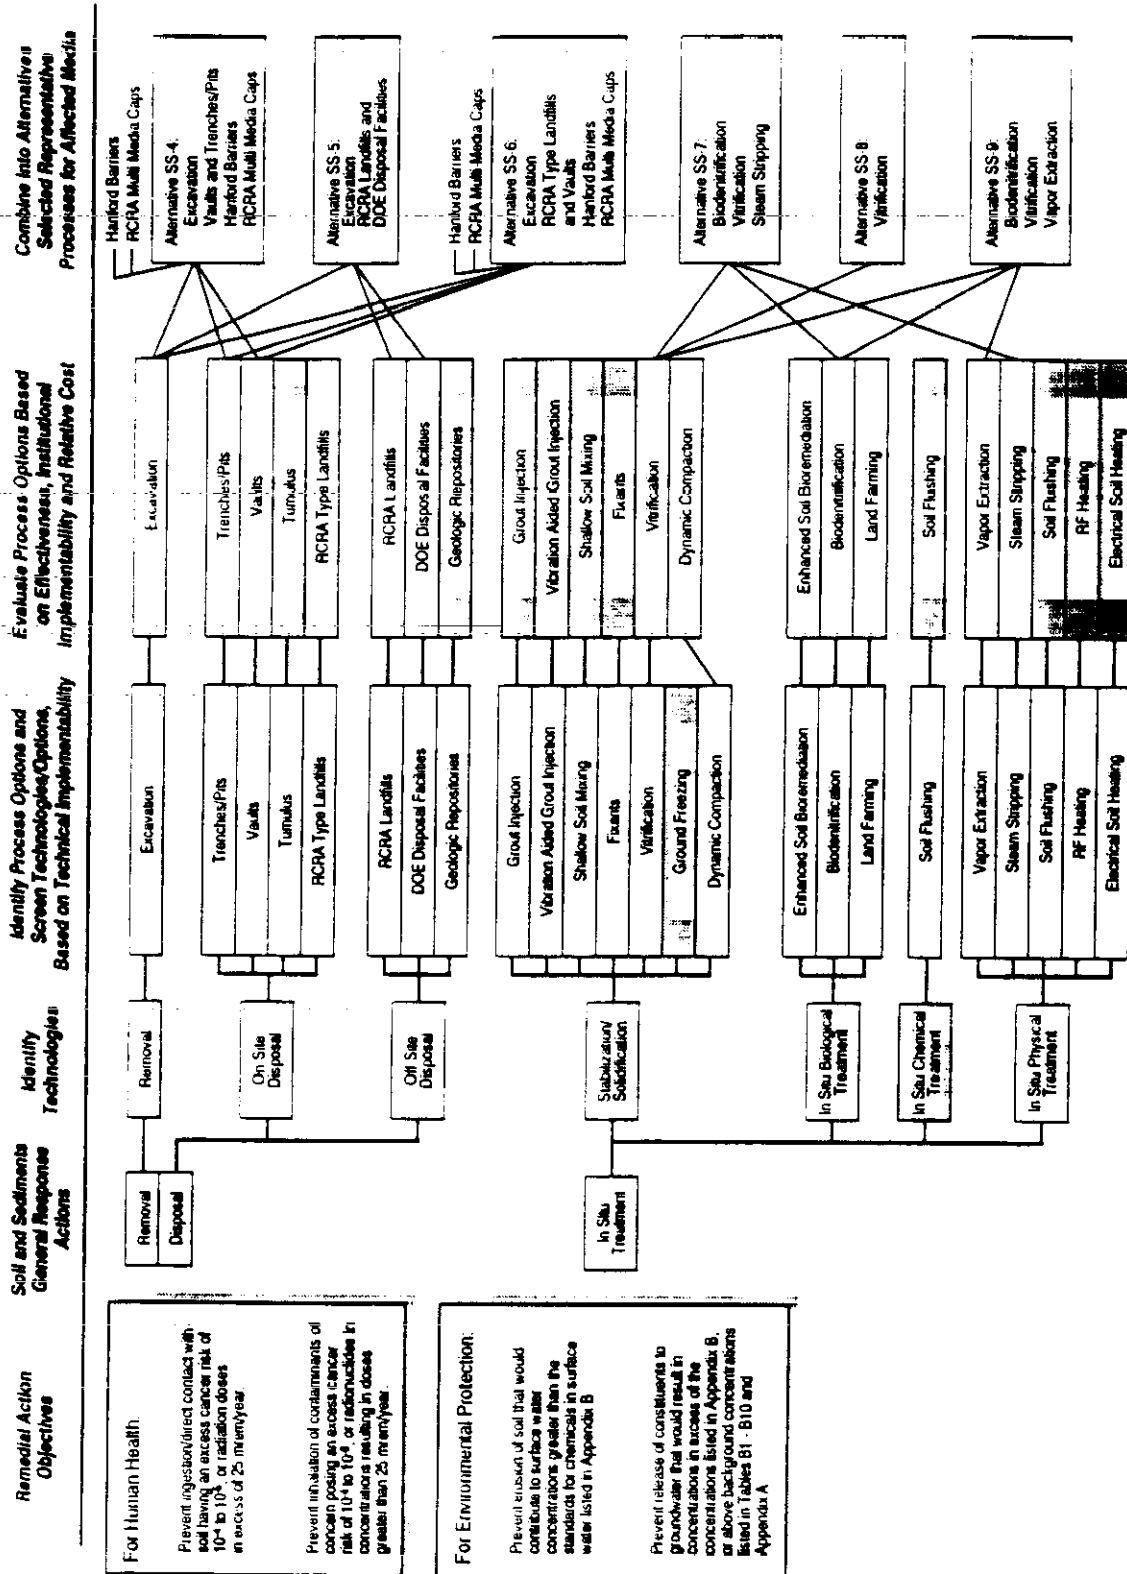 Remedial Action
Objectives
Soil and Sediments
General Response
Actions
Identify
Technologies
Identify Process Options and
Screen Technologies/Options,
Based on Technical Implementability
Evaluate Process Options Based
on Effectiveness, Institutional
Implementability and Relative Cost
Combine into Alternatives
Selected Representative
Processes for Affected Media
For Human Health:
Prevent ingestion/direct contact with
soil having an excess cancer risk of
10⁻⁴ to 10⁻⁶, or radiation doses
in excess of 25 mrem/year.
Prevent inhalation of contaminants of
concern posing an excess cancer
risk of 10⁻⁴ to 10⁻⁶, or radionuclides in
concentrations resulting in doses
greater than 25 mrem/year.
For Environmental Protection:
Prevent erosion of soil that would
contribute to surface water
concentrations greater than the
standards for chemicals in surface
water listed in Appendix B
Prevent release of constituents to
groundwater that would result in
concentrations in excess of the
concentrations listed in Appendix B,
or above background concentrations
listed in Tables B1 - B10 and
Appendix A
Removal
Disposal
In Situ
Treatment
Removal
On Site
Disposal
Off Site
Disposal
Stabilization/
Solidification
In Situ Biological
Treatment
In Situ Chemical
Treatment
In Situ Physical
Treatment
Excavation
Trenches/Pits
Vaults
Tumulus
RCRA Type Landfills
RCRA Landfills
DOE Disposal Facilities
Geologic Repositories
Grout Injection
Vibration Aided Grout Injection
Shallow Soil Mixing
Fixants
Vitrification
Ground Freezing
Dynamic Compaction
Enhanced Soil Bioremediation
Biodenitrification
Land Farming
Soil Flushing
Vapor Extraction
Steam Stripping
Soil Flushing
RF Heating
Electrical Soil Heating
Excavation
Trenches/Pits
Vaults
Tumulus
RCRA Type Landfills
RCRA Landfills
DOE Disposal Facilities
Geologic Repositories
Grout Injection
Vibration Aided Grout Injection
Shallow Soil Mixing
Fixants
Vitrification
Dynamic Compaction
Enhanced Soil Bioremediation
Biodenitrification
Land Farming
Soil Flushing
Vapor Extraction
Steam Stripping
Soil Flushing
RF Heating
Electrical Soil Heating
Hanford Barriers
RCRA Multi Media Caps
Alternative SS-4:
Excavation
Vaults and Trenches/Pits
Hanford Barriers
RCRA Multi Media Caps
Alternative SS-5:
Excavation
RCRA Landfills and
DOE Disposal Facilities
Hanford Barriers
RCRA Multi Media Caps
Alternative SS-6:
Excavation
RCRA Type Landfills
and Vaults
Hanford Barriers
RCRA Multi Media Caps
Alternative SS-7:
Biodenitrification
Vitrification
Steam Stripping
Alternative SS-8:
Vitrification
Alternative SS-9:
Biodenitrification
Vitrification
Vapor Extraction